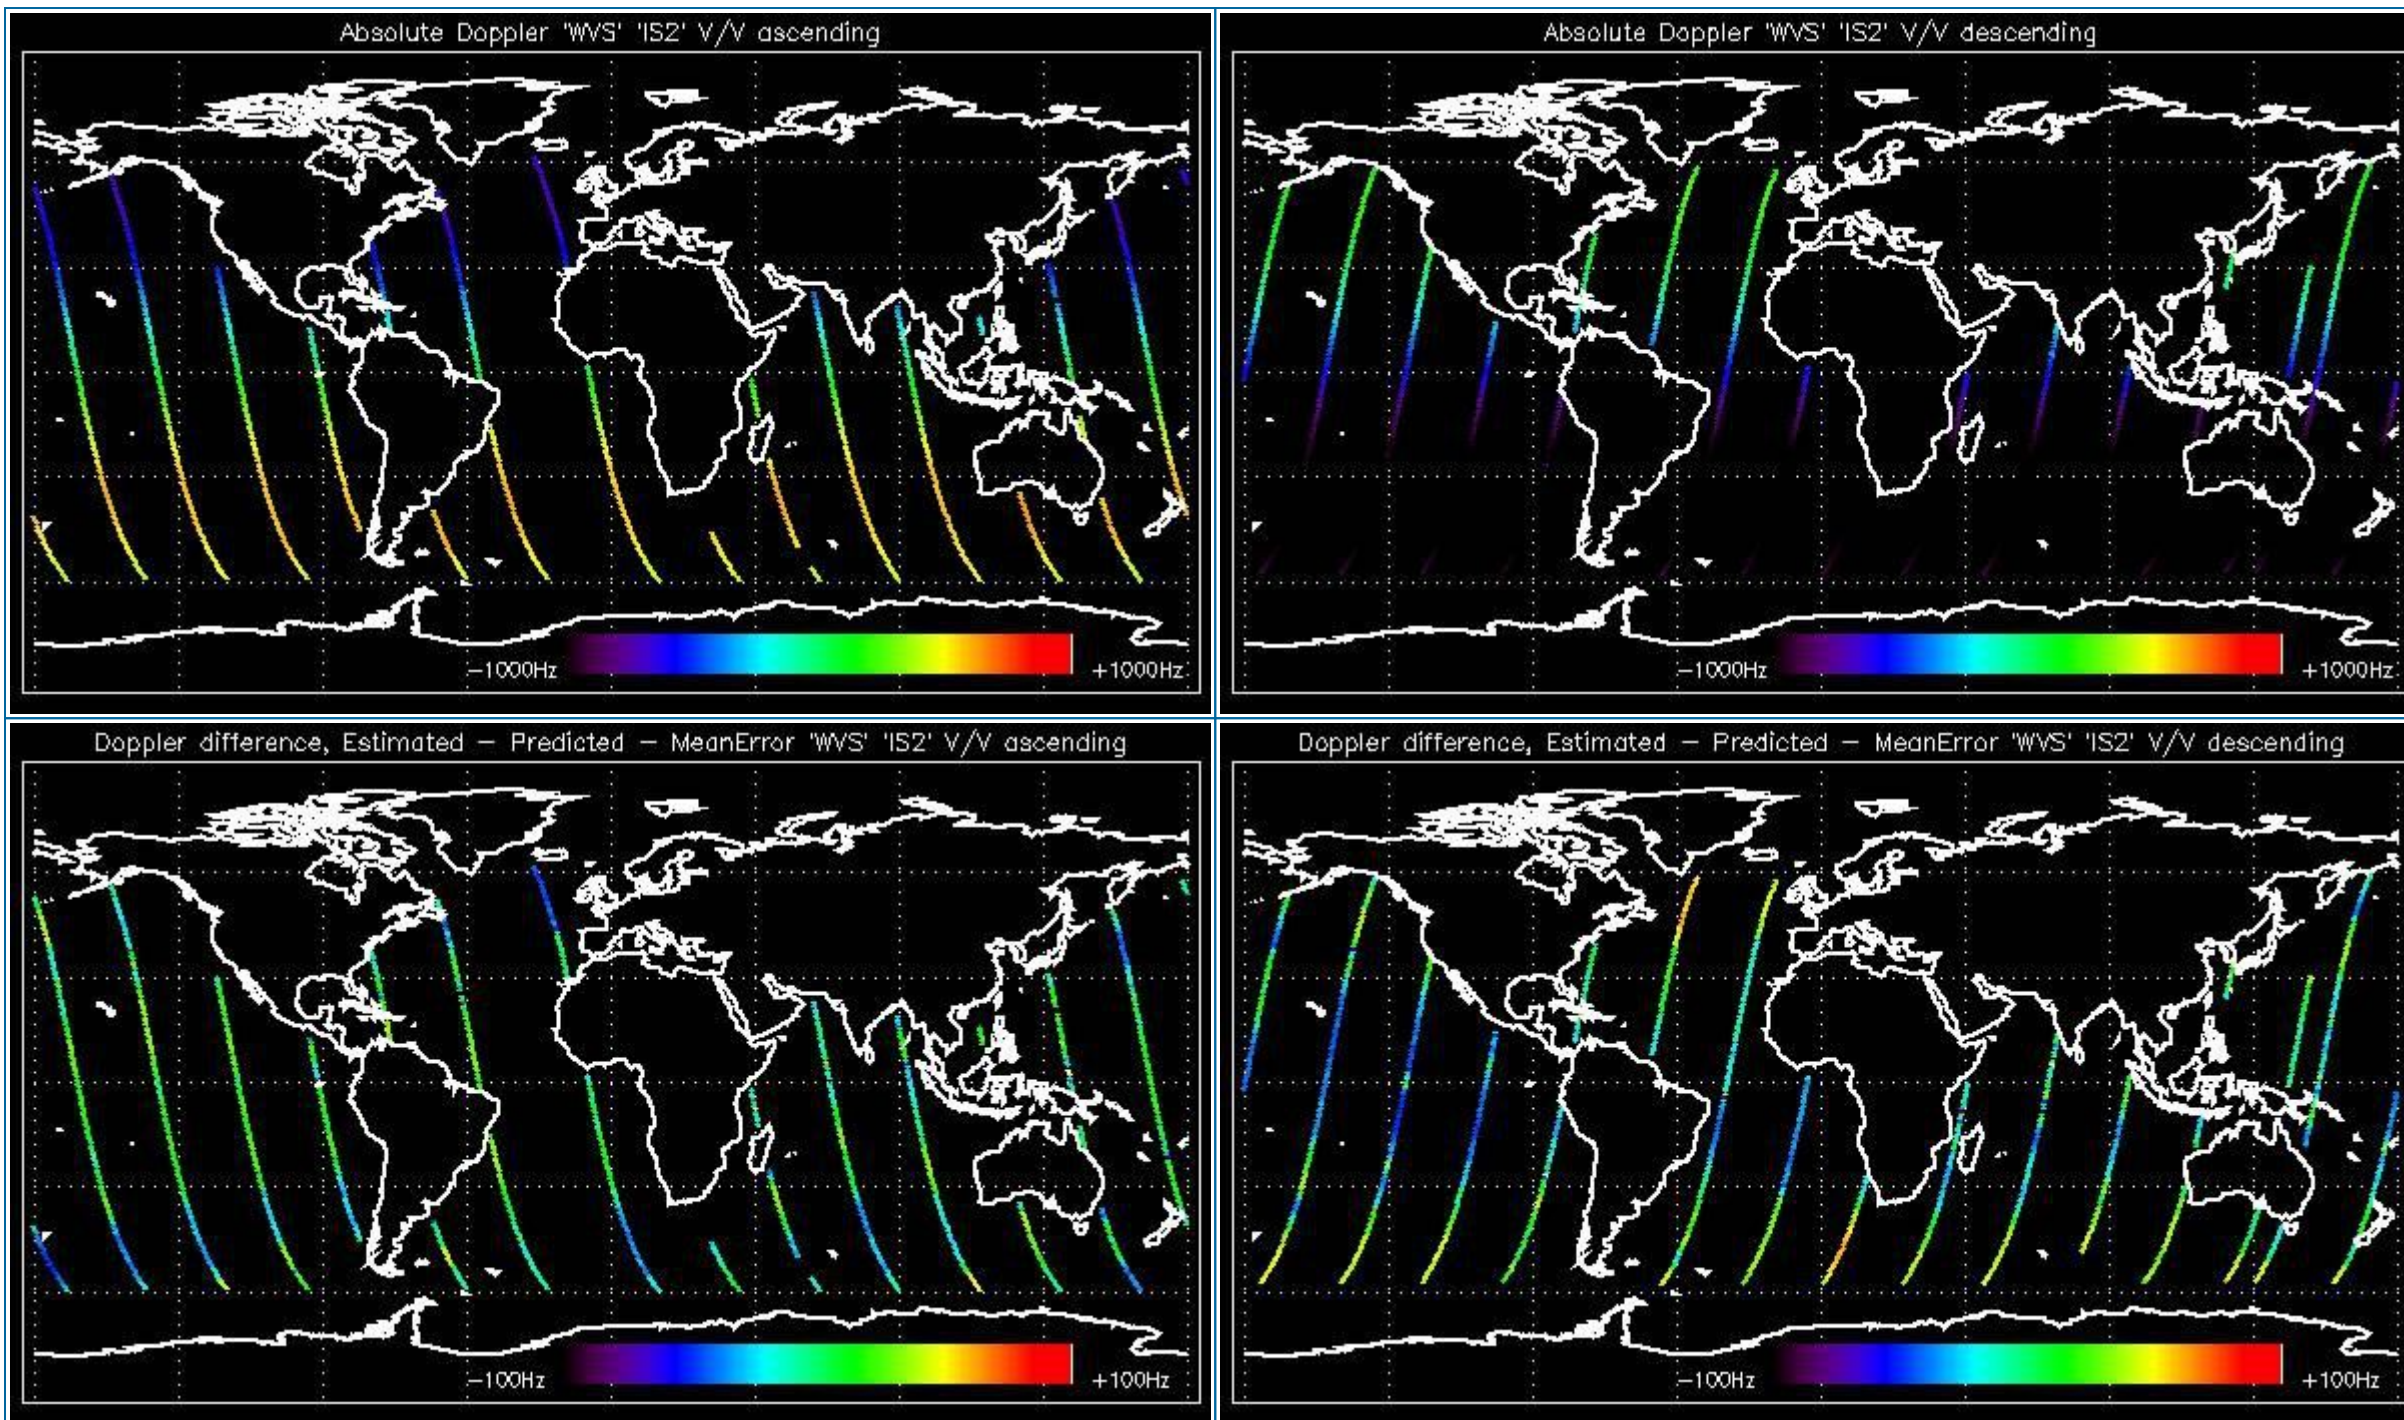 Absolute Doppler 'WVS' 'IS2' V/V ascending
-1000Hz
+1000Hz
Absolute Doppler 'WVS' 'IS2' V/V descending
-1000Hz
+1000Hz
Doppler difference, Estimated - Predicted - MeanError 'WVS' 'IS2' V/V ascending
-100Hz
+100Hz
Doppler difference, Estimated - Predicted - MeanError 'WVS' 'IS2' V/V descending
-100Hz
+100Hz